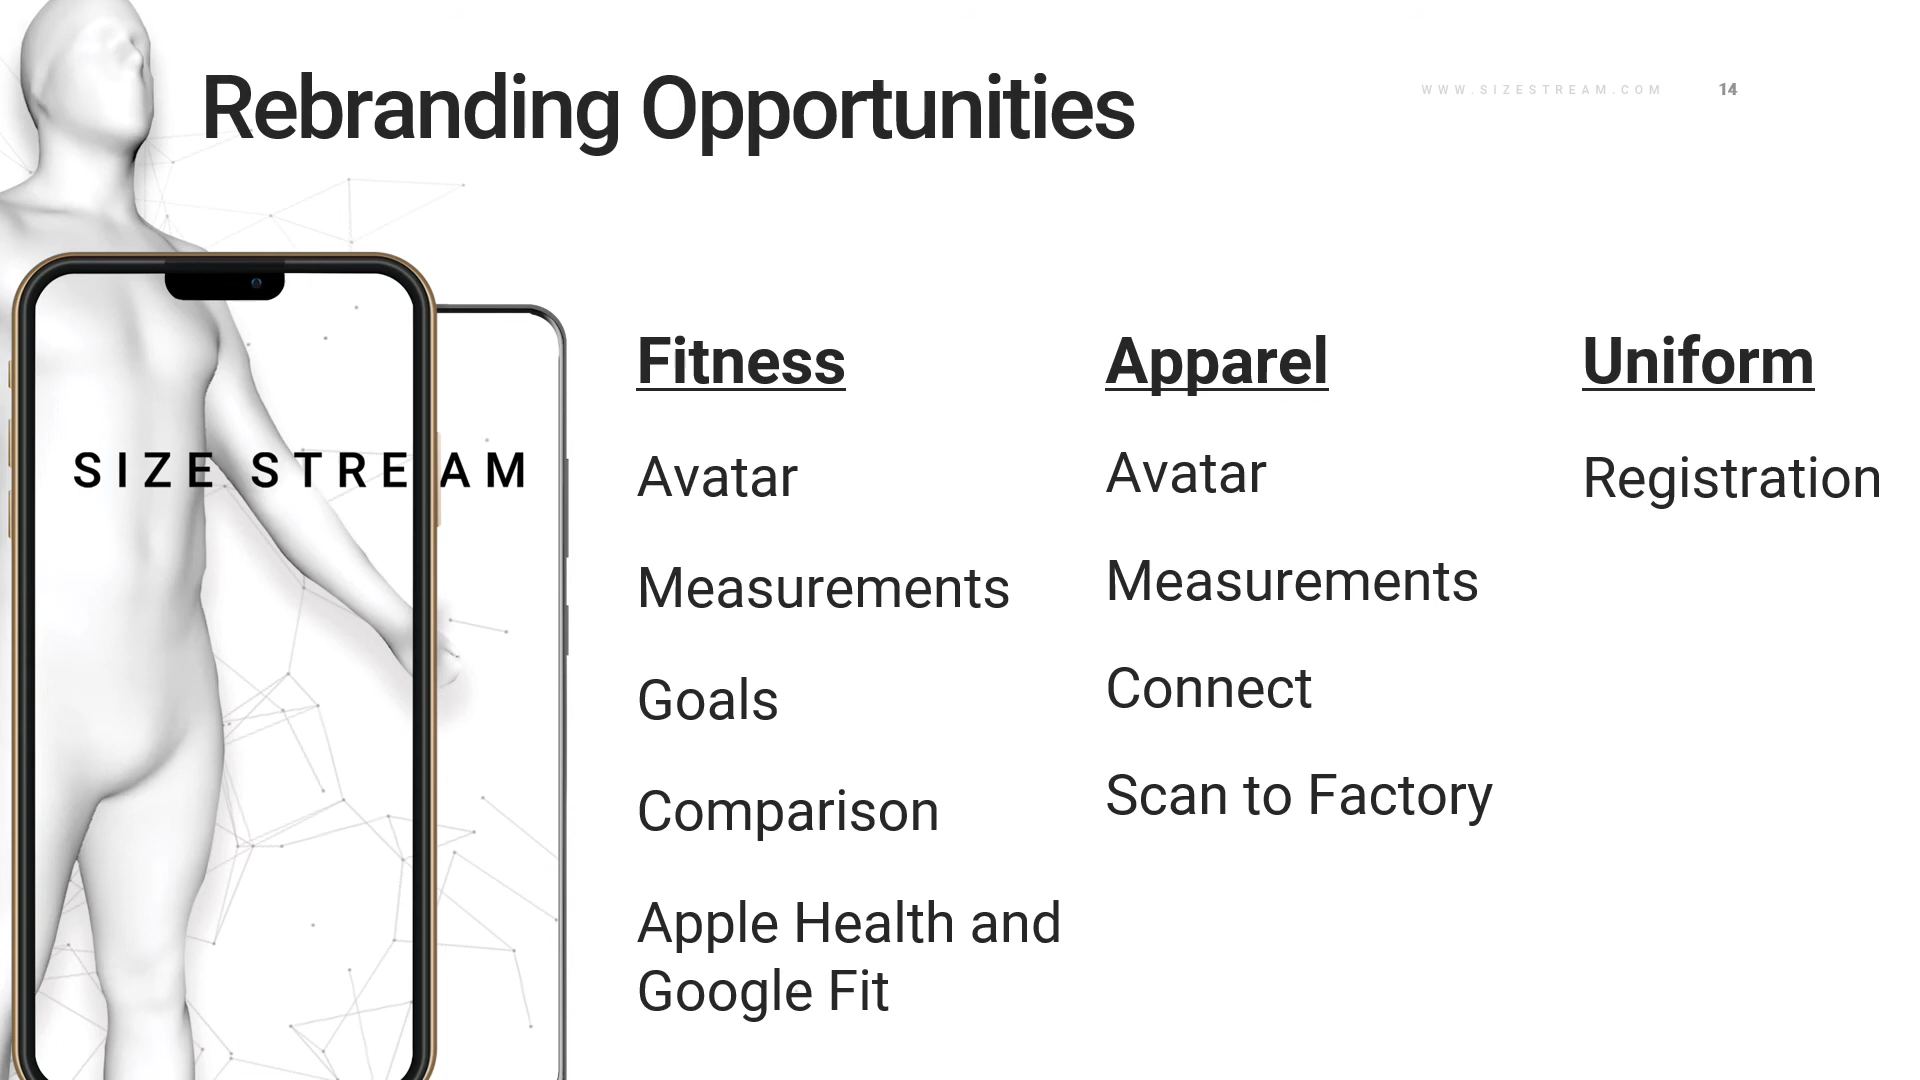 Rebranding Opportunities
WWW.SIZESTREAM.COM
14
SIZE STREAM
Fitness
Avatar
Measurements
Goals
Comparison
Apple Health and
Google Fit
Apparel
Avatar
Measurements
Connect
Scan to Factory
Uniform
Registration